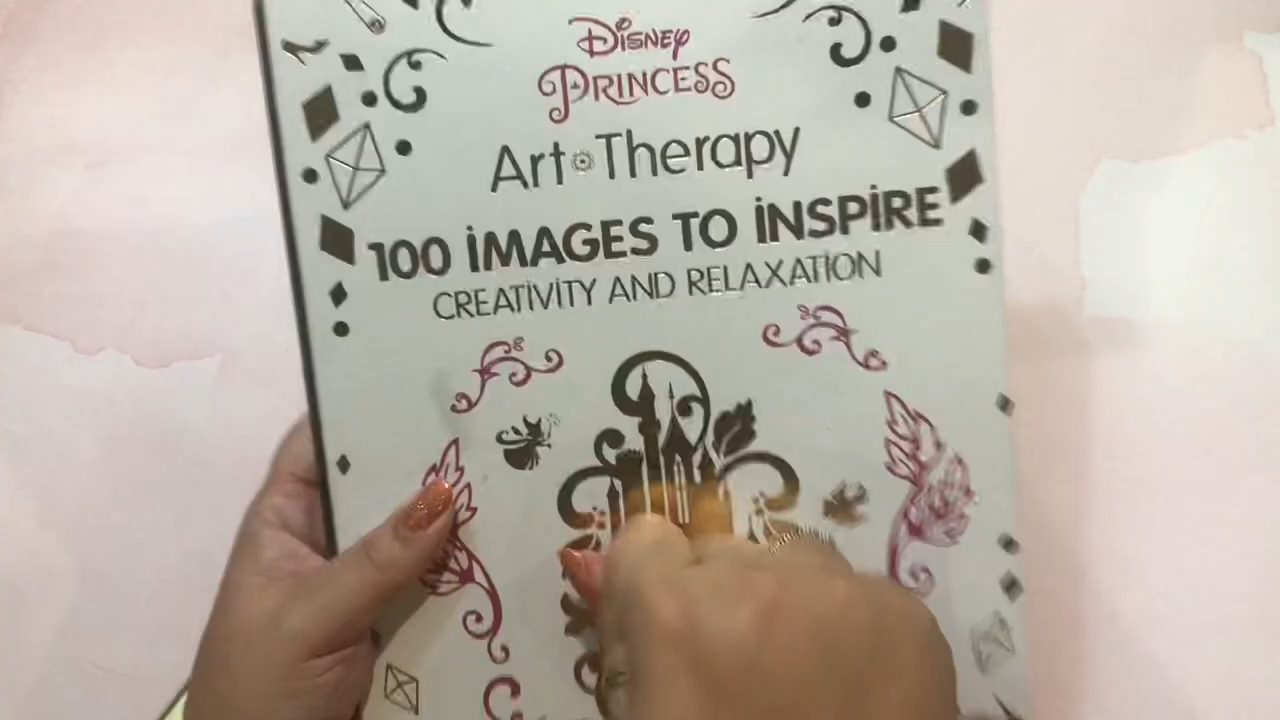 Disney
PRINCESS
Art Therapy
100 iMAGES TO iNSPiRE
CREATiViTY AND RELAXATiON